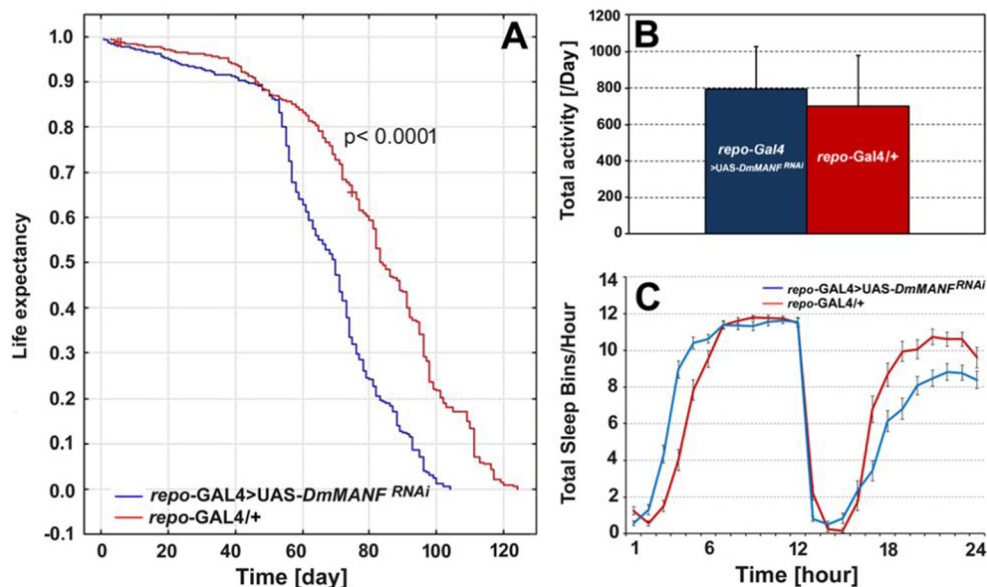 A
1.0
0.9
0.8
0.7
0.6
0.5
0.4
0.3
0.2
0.1
0.0
-0.1
Life expectancy
p< 0.0001
repo-GAL4>UAS-DmMANF RNAi
repo-GAL4/+
0 20 40 60 80 100 120
Time [day]
B
1200
1000
800
600
400
200
0
Total activity [/Day]
repo-Gal4
>UAS-DmMANF RNAi
repo-Gal4/+
C
14
12
10
8
6
4
2
0
Total Sleep Bins/Hour
repo-GAL4>UAS-DmMANF RNAi
repo-GAL4/+
1 6 12 18 24
Time [hour]